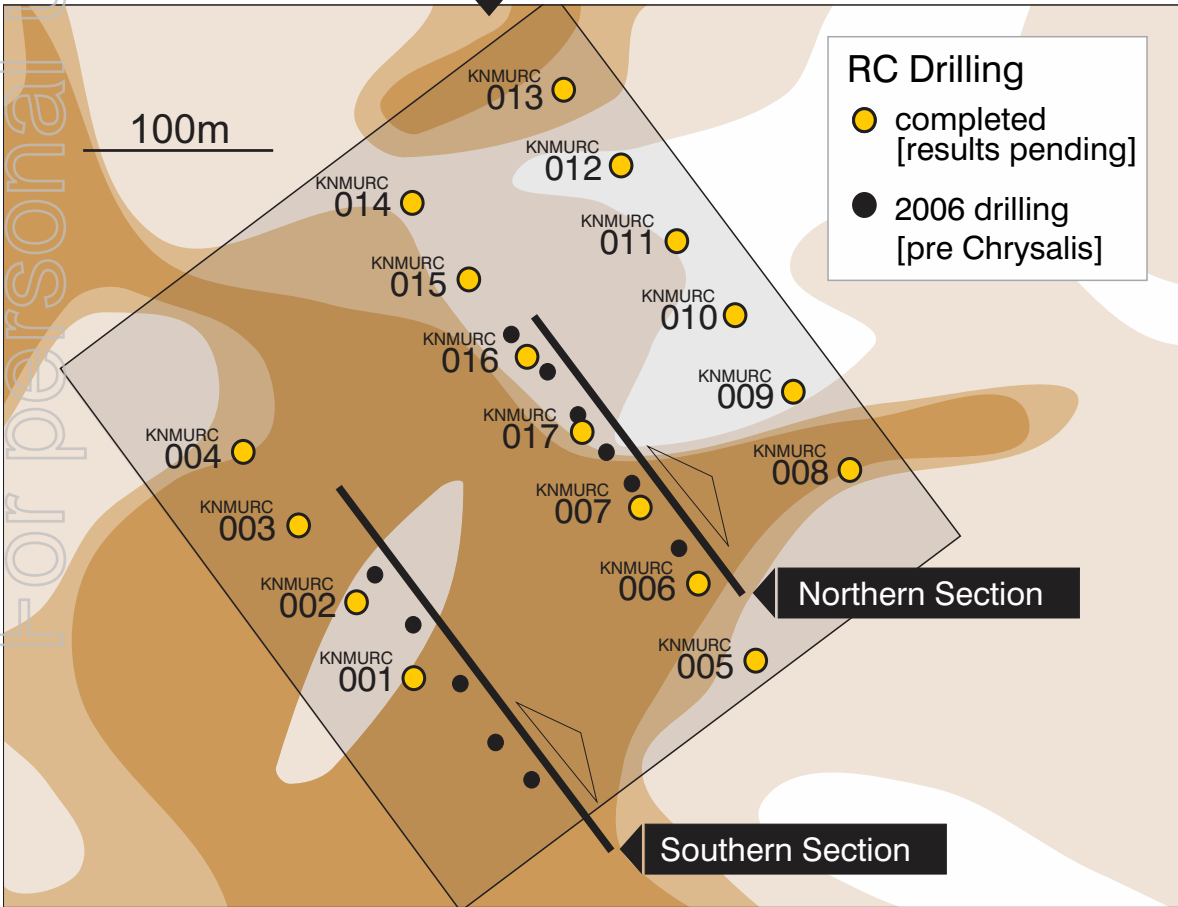 For personal
100m
RC Drilling
completed
[results pending]
2006 drilling
[pre Chrysalis]
KNMURC
013
KNMURC
012
KNMURC
014
KNMURC
011
KNMURC
015
KNMURC
010
KNMURC
016
KNMURC
009
KNMURC
017
KNMURC
004
KNMURC
008
KNMURC
007
KNMURC
003
KNMURC
006
KNMURC
002
Northern Section
KNMURC
005
KNMURC
001
Southern Section